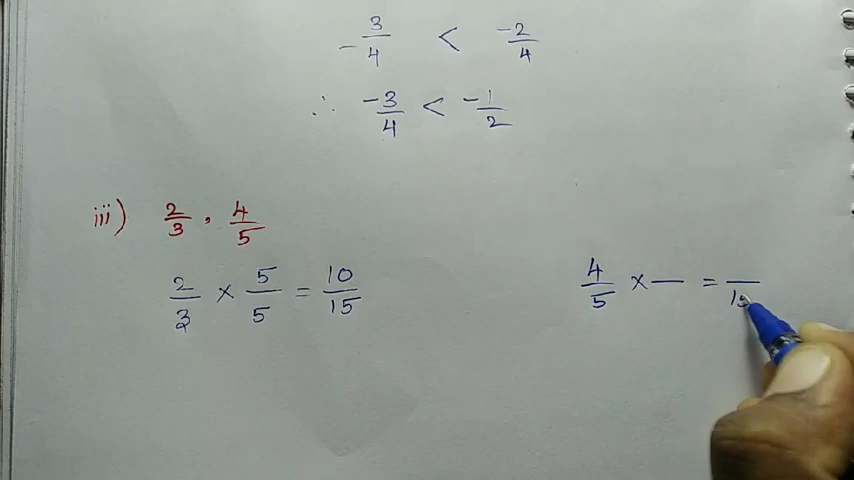 -3/4 < -2/4
∴ -3/4 < -1/2
iii) 2/3 , 4/5
2/3 × 5/5 = 10/15
4/5 × — = —/15